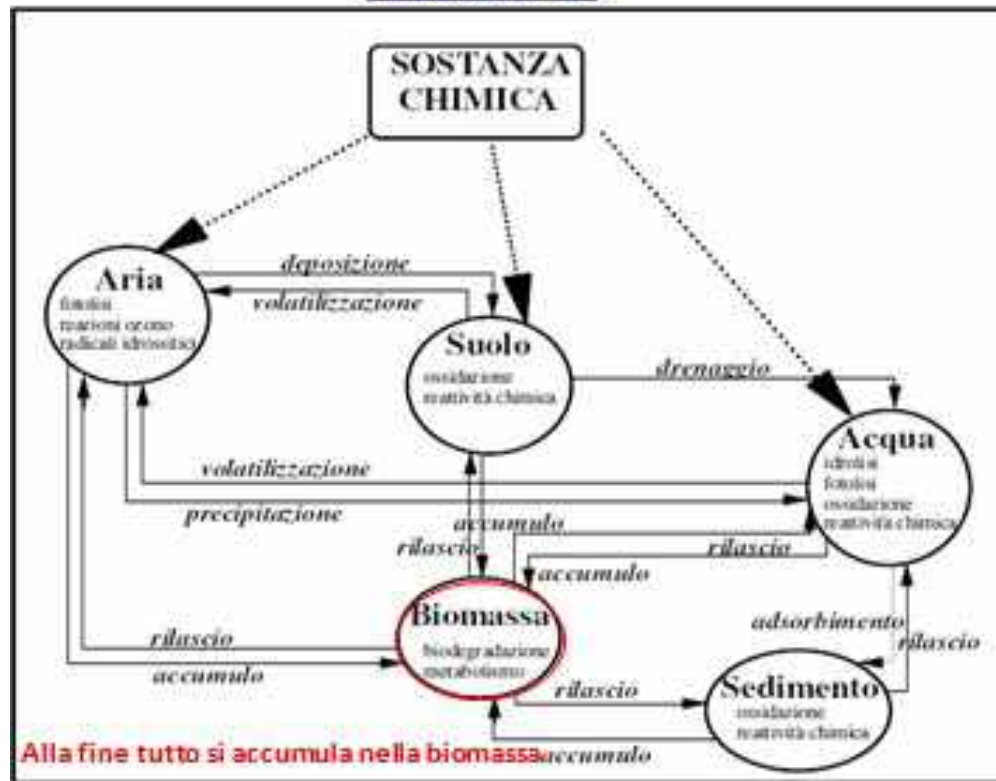 SOSTANZA
CHIMICA
Aria
fotolisi
reazioni ozono
radicali idrossilici
deposizione
volatilizzazione
Suolo
ossidazione
reattività chimica
drenaggio
Acqua
idrolisi
fotolisi
ossidazione
reattività chimica
volatilizzazione
precipitazione
accumulo
rilascio
rilascio
accumulo
Biomassa
biodegradazione
metabolismo
rilascio
accumulo
adsorbimento
rilascio
rilascio
Sedimento
ossidazione
reattività chimica
Alla fine tutto si accumula nella biomassa
accumulo